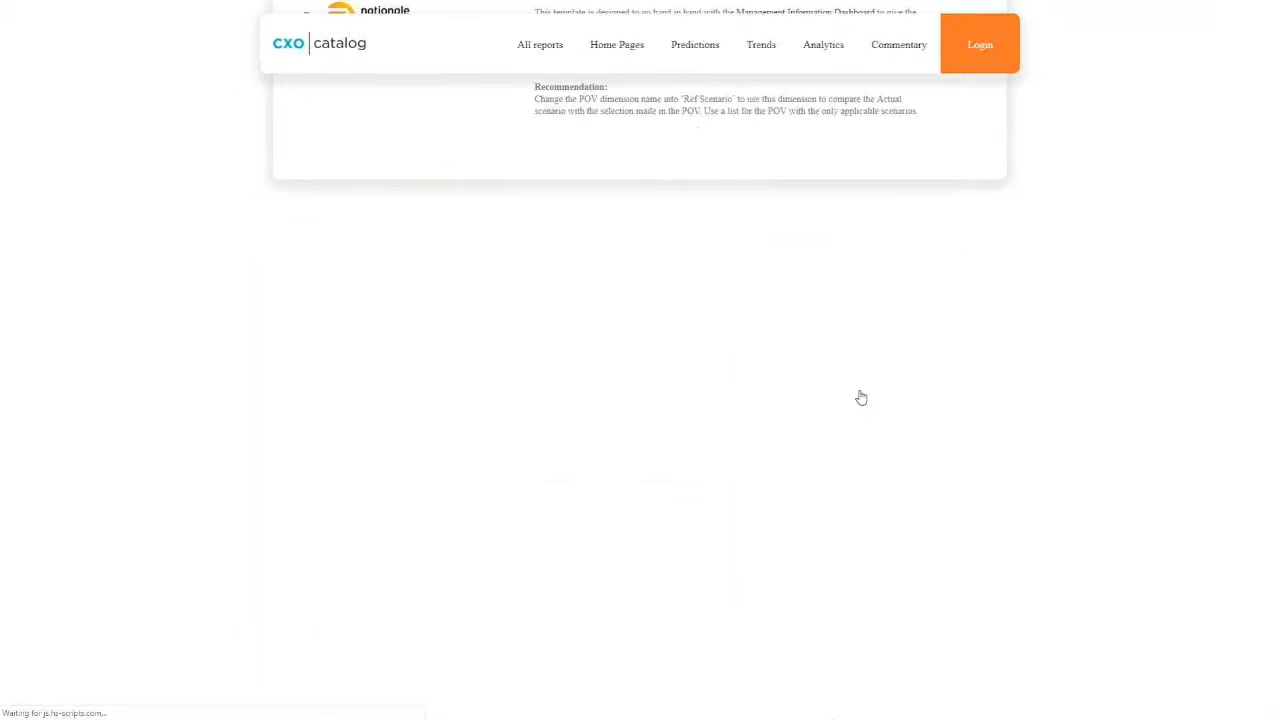 nationale
This template is designed to go hand in hand with the Management Information Dashboard to give the
cxo catalog
All reports
Home Pages
Predictions
Trends
Analytics
Commentary
Login
Recommendation:
Change the POV dimension name into ¨Ref Scenario¨ to use this dimension to compare the Actual
scenario with the selection made in the POV. Use a list for the POV with the only applicable scenarios.
Waiting for js.hs-scripts.com...